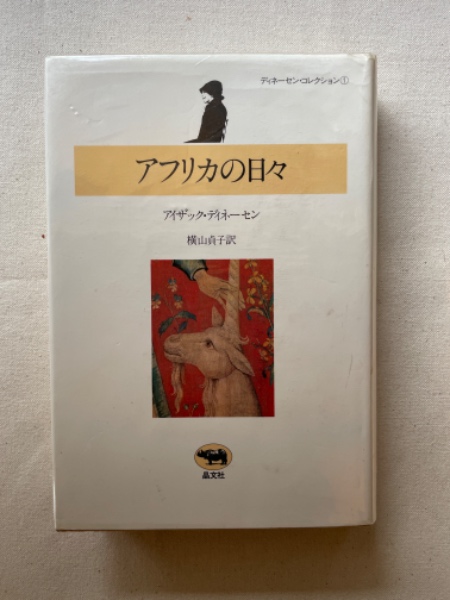 ディネーセン・コレクション①
アフリカの日々
アイザック・ディネーセン
横山貞子訳
晶文社